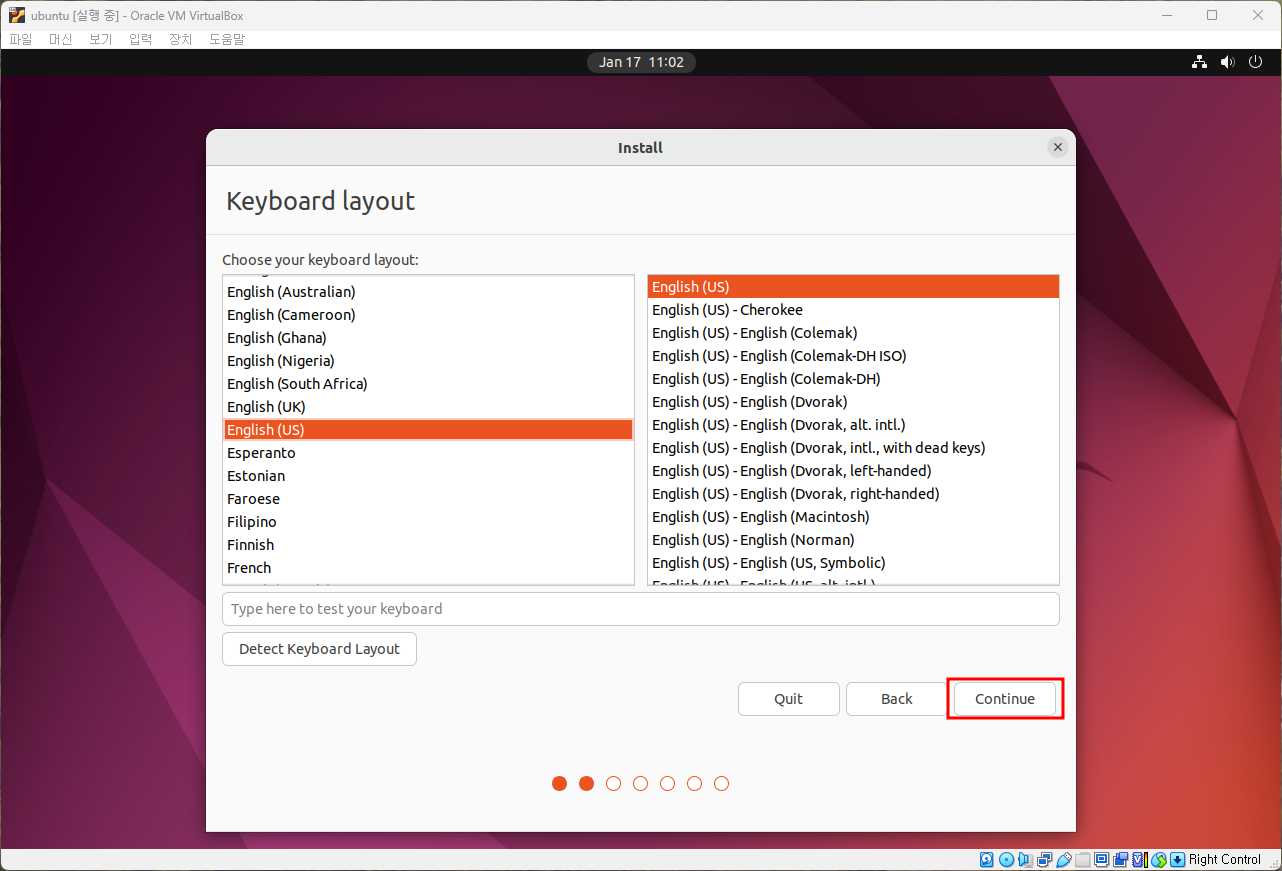 ubuntu [실행 중] - Oracle VM VirtualBox
파일 머신 보기 입력 장치 도움말
Jan 17 11:02
Install
Keyboard layout
Choose your keyboard layout:
English (Australian)
English (Cameroon)
English (Ghana)
English (Nigeria)
English (South Africa)
English (UK)
English (US)
Esperanto
Estonian
Faroese
Filipino
Finnish
French
English (US)
English (US) - Cherokee
English (US) - English (Colemak)
English (US) - English (Colemak-DH ISO)
English (US) - English (Colemak-DH)
English (US) - English (Dvorak)
English (US) - English (Dvorak, alt. intl.)
English (US) - English (Dvorak, intl., with dead keys)
English (US) - English (Dvorak, left-handed)
English (US) - English (Dvorak, right-handed)
English (US) - English (Macintosh)
English (US) - English (Norman)
English (US) - English (US, Symbolic)
English (US) - English (US, alt. intl.)
Type here to test your keyboard
Detect Keyboard Layout
Quit Back Continue
Right Control